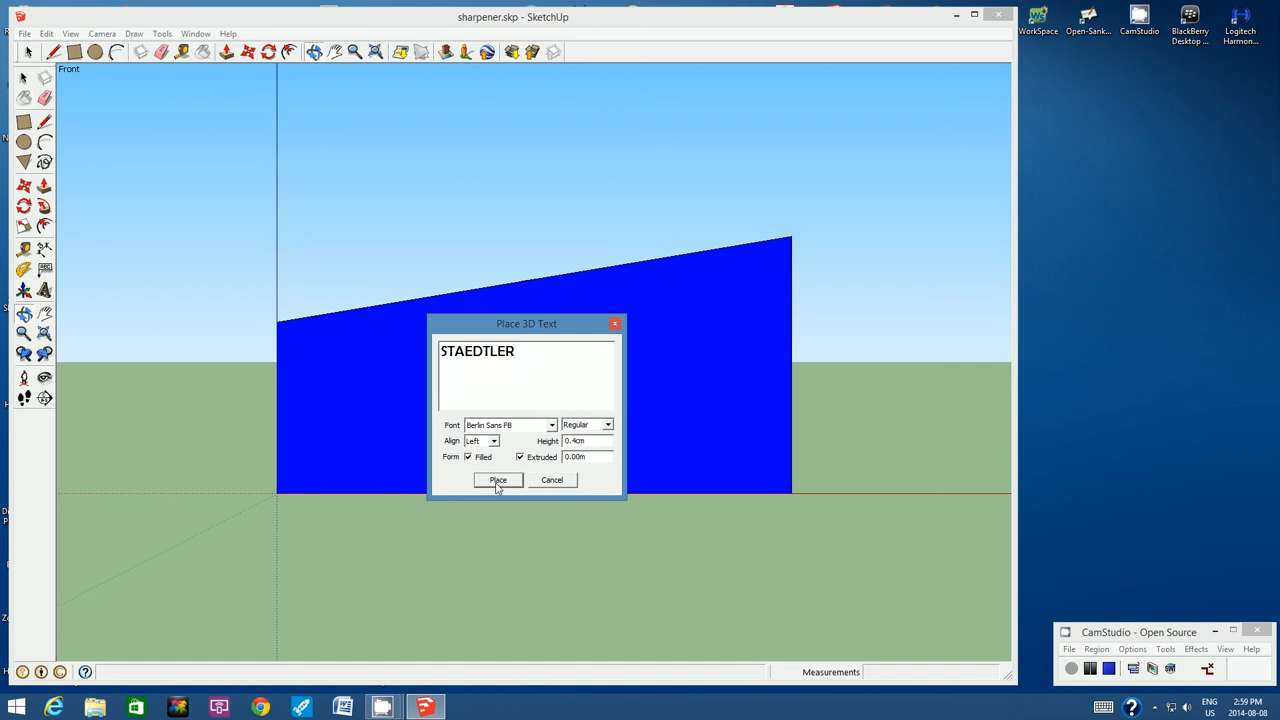 sharpener.skp - SketchUp
File Edit View Camera Draw Tools Window Help
Front
Place 3D Text
STAEDTLER
Font Berlin Sans FB Regular
Align Left Height 0.4cm
Form Filled Extruded 0.00m
Place Cancel
Measurements
WorkSpace
Open-Sank...
CamStudio
BlackBerry Desktop ...
Logitech Harmon...
CamStudio - Open Source
File Region Options Tools Effects View Help
ENG
US
2:59 PM
2014-08-08